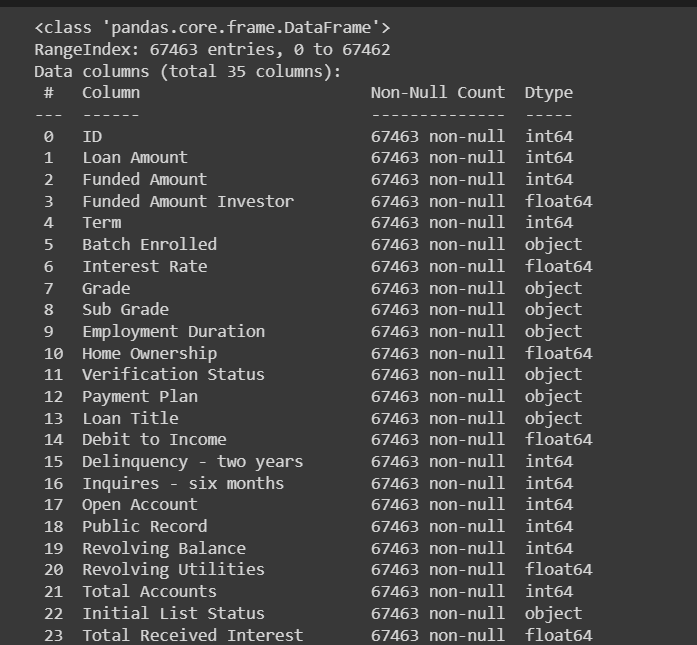 <class 'pandas.core.frame.DataFrame'>
RangeIndex: 67463 entries, 0 to 67462
Data columns (total 35 columns):
 #   Column                        Non-Null Count  Dtype
---  ------                        --------------  -----
 0   ID                            67463 non-null  int64
 1   Loan Amount                   67463 non-null  int64
 2   Funded Amount                 67463 non-null  int64
 3   Funded Amount Investor        67463 non-null  float64
 4   Term                          67463 non-null  int64
 5   Batch Enrolled                67463 non-null  object
 6   Interest Rate                 67463 non-null  float64
 7   Grade                         67463 non-null  object
 8   Sub Grade                     67463 non-null  object
 9   Employment Duration           67463 non-null  object
 10  Home Ownership                67463 non-null  float64
 11  Verification Status           67463 non-null  object
 12  Payment Plan                  67463 non-null  object
 13  Loan Title                    67463 non-null  object
 14  Debit to Income               67463 non-null  float64
 15  Delinquency - two years       67463 non-null  int64
 16  Inquires - six months         67463 non-null  int64
 17  Open Account                  67463 non-null  int64
 18  Public Record                 67463 non-null  int64
 19  Revolving Balance             67463 non-null  int64
 20  Revolving Utilities           67463 non-null  float64
 21  Total Accounts                67463 non-null  int64
 22  Initial List Status           67463 non-null  object
 23  Total Received Interest       67463 non-null  float64